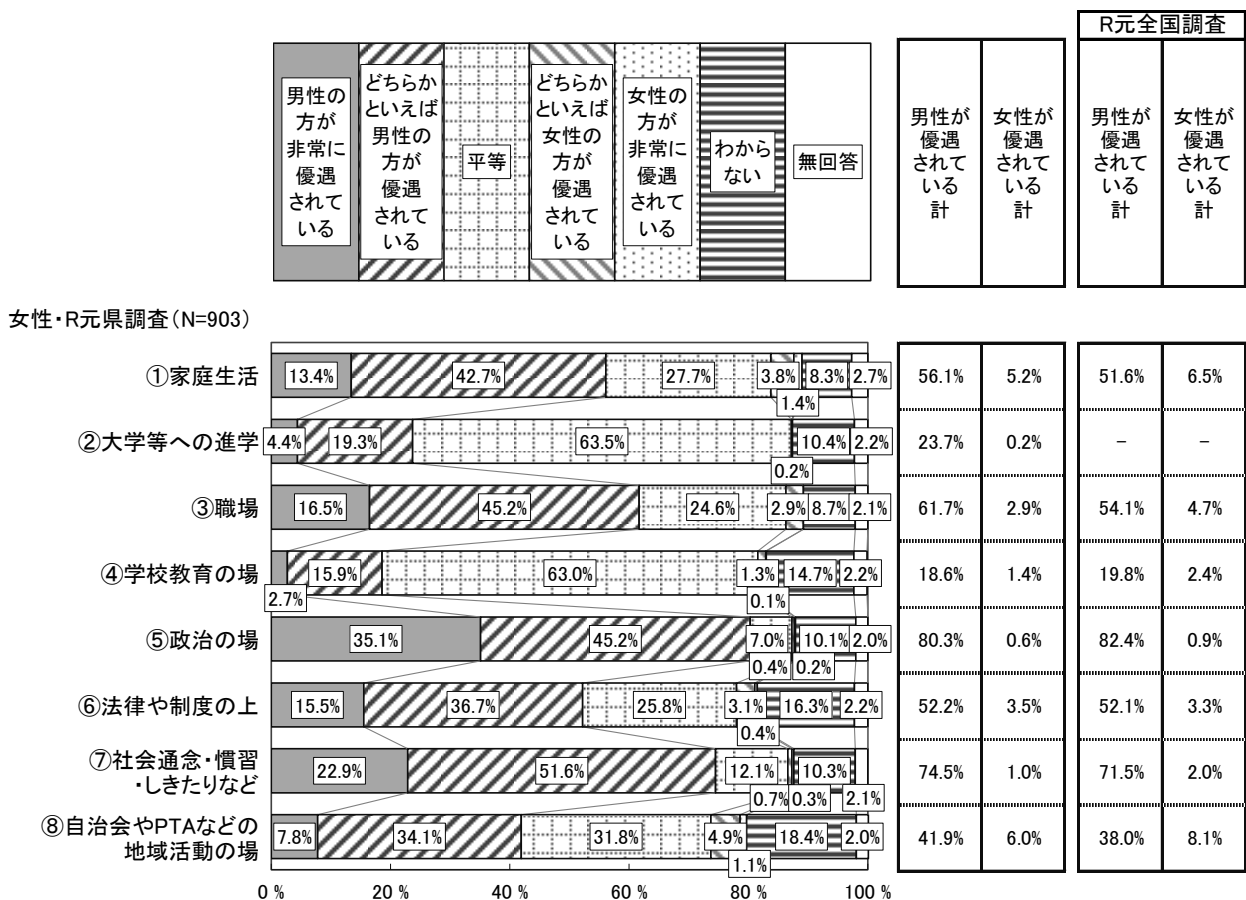 R元全国調査
男性の
方が
非常に
優遇
されて
いる
どちらか
といえば
男性の
方が
優遇
されて
いる
平等
どちらか
といえば
女性の
方が
優遇
されて
いる
女性の
方が
非常に
優遇
されて
いる
わから
ない
無回答
男性が
優遇
されて
いる
計
女性が
優遇
されて
いる
計
男性が
優遇
されて
いる
計
女性が
優遇
されて
いる
計
女性・R元県調査(N=903)
①家庭生活 13.4% 42.7% 27.7% 3.8% 8.3% 2.7% 56.1% 5.2% 51.6% 6.5%
1.4%
②大学等への進学 4.4% 19.3% 63.5% 10.4% 2.2% 23.7% 0.2% － －
0.2%
③職場 16.5% 45.2% 24.6% 2.9% 8.7% 2.1% 61.7% 2.9% 54.1% 4.7%
④学校教育の場 15.9% 63.0% 1.3% 14.7% 2.2% 18.6% 1.4% 19.8% 2.4%
2.7% 0.1%
⑤政治の場 35.1% 45.2% 7.0% 10.1% 2.0% 80.3% 0.6% 82.4% 0.9%
0.4% 0.2%
⑥法律や制度の上 15.5% 36.7% 25.8% 3.1% 16.3% 2.2% 52.2% 3.5% 52.1% 3.3%
0.4%
⑦社会通念・慣習
・しきたりなど 22.9% 51.6% 12.1% 10.3% 74.5% 1.0% 71.5% 2.0%
0.7% 0.3% 2.1%
⑧自治会やPTAなどの
地域活動の場 7.8% 34.1% 31.8% 4.9% 18.4% 2.0% 41.9% 6.0% 38.0% 8.1%
1.1%
0 % 20 % 40 % 60 % 80 % 100 %